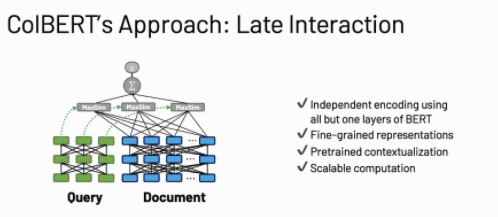 ColBERT's Approach: Late Interaction
s
Σ
MaxSim MaxSim MaxSim
Independent encoding using
all but one layers of BERT
Fine-grained representations
Pretrained contextualization
Scalable computation
Query Document